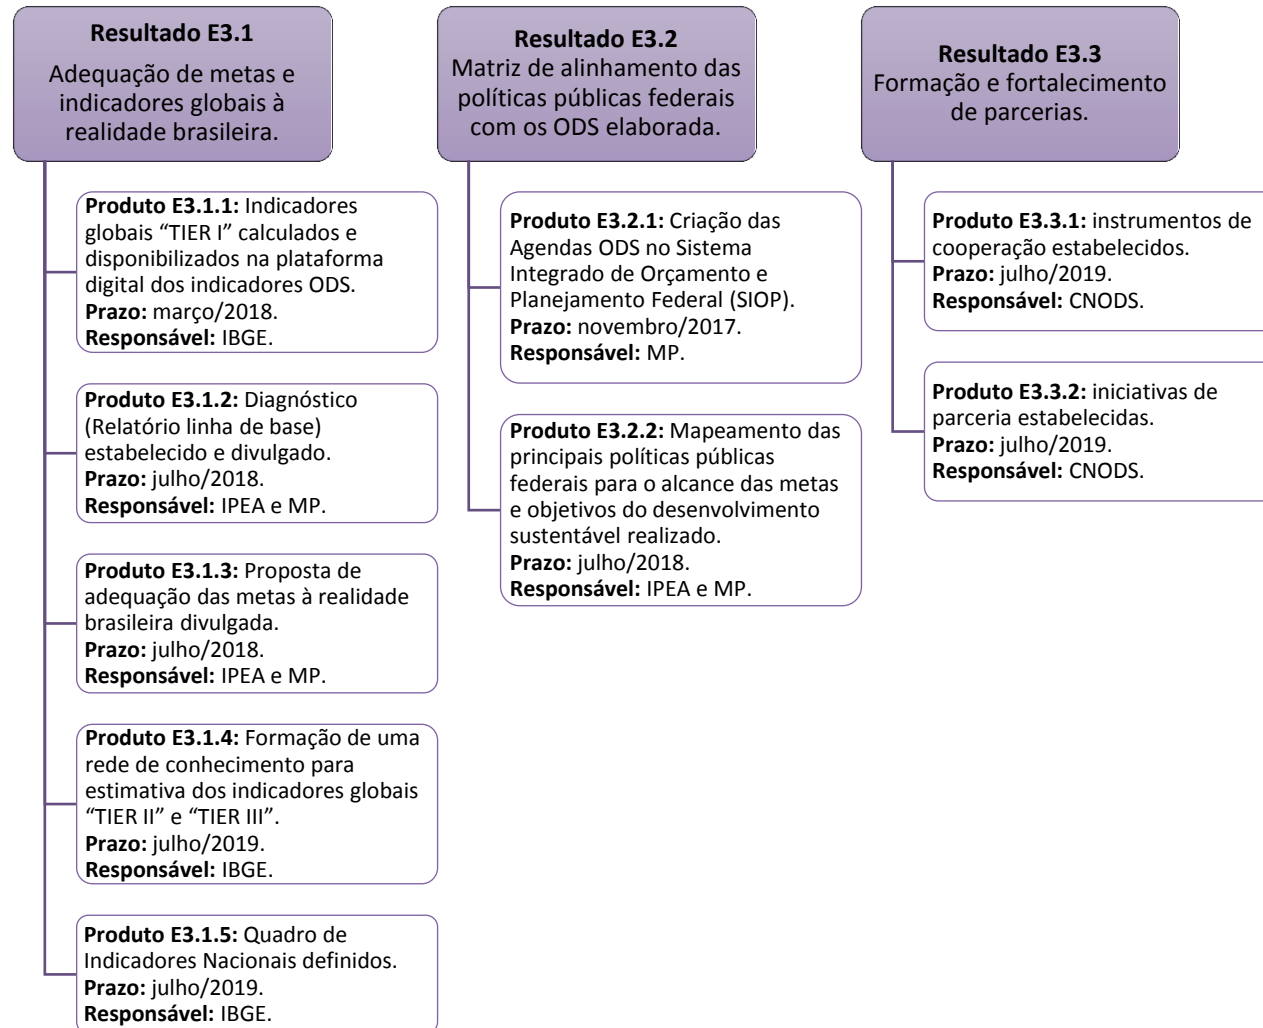 Resultado E3.1
Adequação de metas e
indicadores globais à
realidade brasileira.
Produto E3.1.1: Indicadores
globais “TIER I” calculados e
disponibilizados na plataforma
digital dos indicadores ODS.
Prazo: março/2018.
Responsável: IBGE.
Produto E3.1.2: Diagnóstico
(Relatório linha de base)
estabelecido e divulgado.
Prazo: julho/2018.
Responsável: IPEA e MP.
Produto E3.1.3: Proposta de
adequação das metas à realidade
brasileira divulgada.
Prazo: julho/2018.
Responsável: IPEA e MP.
Produto E3.1.4: Formação de uma
rede de conhecimento para
estimativa dos indicadores globais
“TIER II” e “TIER III”.
Prazo: julho/2019.
Responsável: IBGE.
Produto E3.1.5: Quadro de
Indicadores Nacionais definidos.
Prazo: julho/2019.
Responsável: IBGE.
Resultado E3.2
Matriz de alinhamento das
políticas públicas federais
com os ODS elaborada.
Produto E3.2.1: Criação das
Agendas ODS no Sistema
Integrado de Orçamento e
Planejamento Federal (SIOP).
Prazo: novembro/2017.
Responsável: MP.
Produto E3.2.2: Mapeamento das
principais políticas públicas
federais para o alcance das metas
e objetivos do desenvolvimento
sustentável realizado.
Prazo: julho/2018.
Responsável: IPEA e MP.
Resultado E3.3
Formação e fortalecimento
de parcerias.
Produto E3.3.1: instrumentos de
cooperação estabelecidos.
Prazo: julho/2019.
Responsável: CNODS.
Produto E3.3.2: iniciativas de
parceria estabelecidas.
Prazo: julho/2019.
Responsável: CNODS.